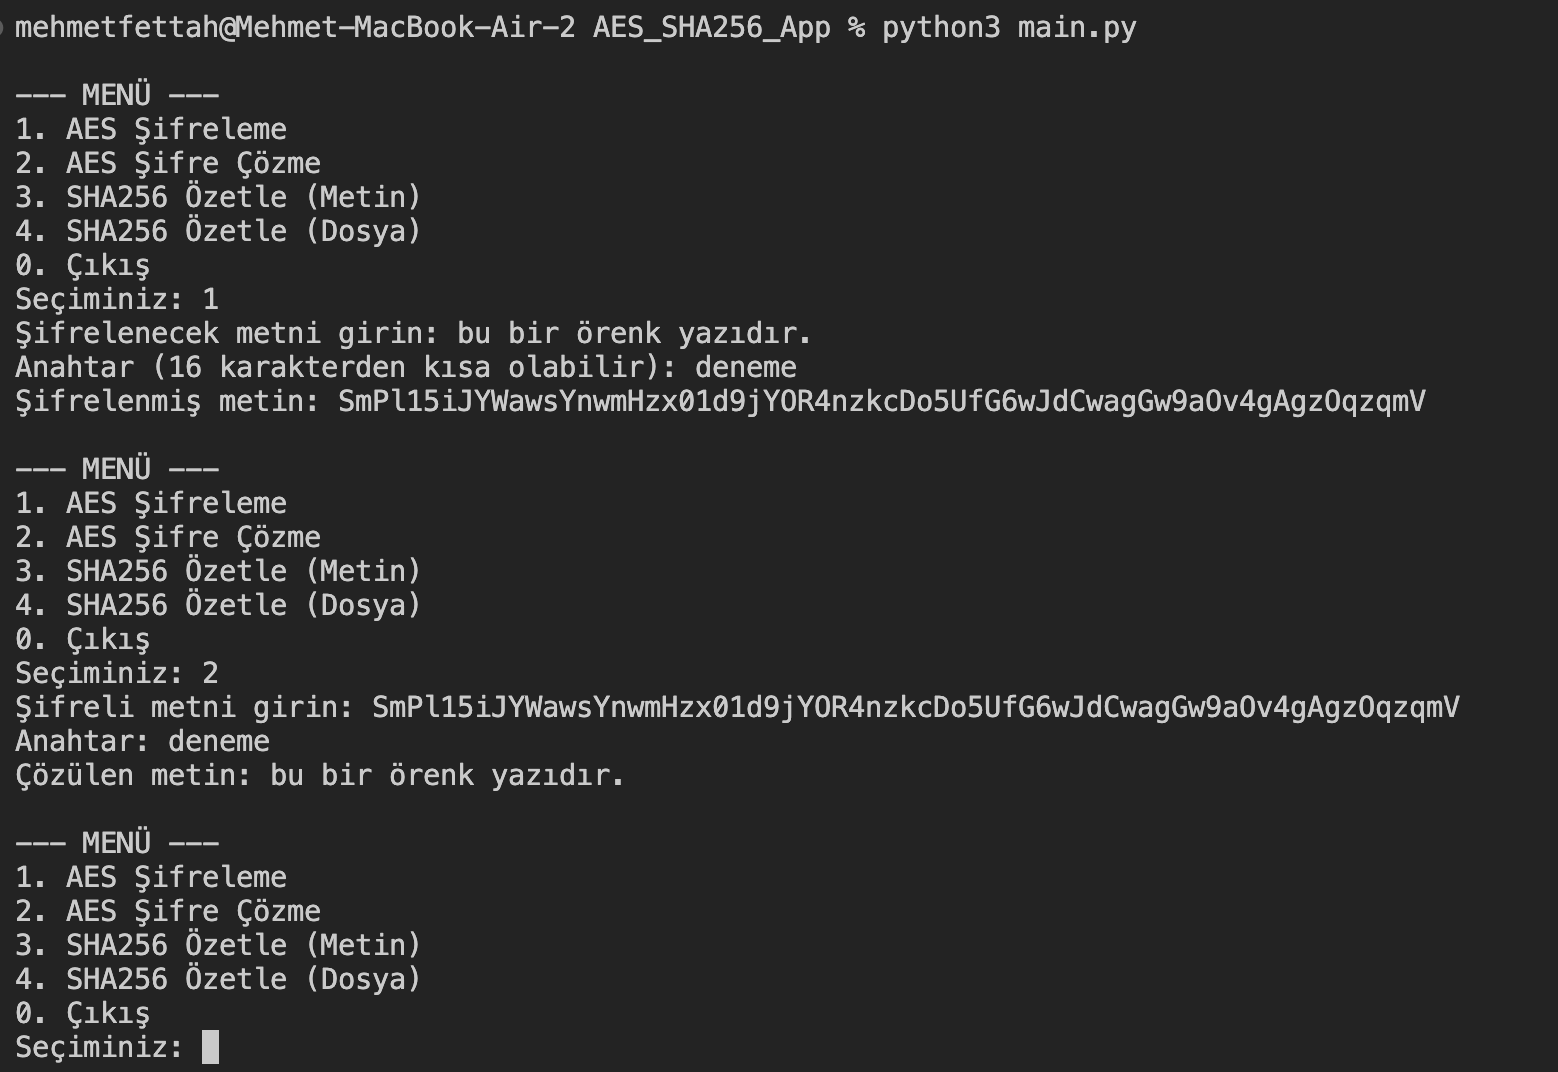 mehmetfettah@Mehmet-MacBook-Air-2 AES_SHA256_App % python3 main.py
--- MENÜ ---
1. AES Şifreleme
2. AES Şifre Çözme
3. SHA256 Özetle (Metin)
4. SHA256 Özetle (Dosya)
0. Çıkış
Seçiminiz: 1
Şifrelenecek metni girin: bu bir örenk yazıdır.
Anahtar (16 karakterden kısa olabilir): deneme
Şifrelenmiş metin: SmPl15iJYWawsYnwmHzx01d9jYOR4nzkcDo5UfG6wJdCwagGw9aOv4gAgzOqzqmV
--- MENÜ ---
1. AES Şifreleme
2. AES Şifre Çözme
3. SHA256 Özetle (Metin)
4. SHA256 Özetle (Dosya)
0. Çıkış
Seçiminiz: 2
Şifreli metni girin: SmPl15iJYWawsYnwmHzx01d9jYOR4nzkcDo5UfG6wJdCwagGw9aOv4gAgzOqzqmV
Anahtar: deneme
Çözülen metin: bu bir örenk yazıdır.
--- MENÜ ---
1. AES Şifreleme
2. AES Şifre Çözme
3. SHA256 Özetle (Metin)
4. SHA256 Özetle (Dosya)
0. Çıkış
Seçiminiz: